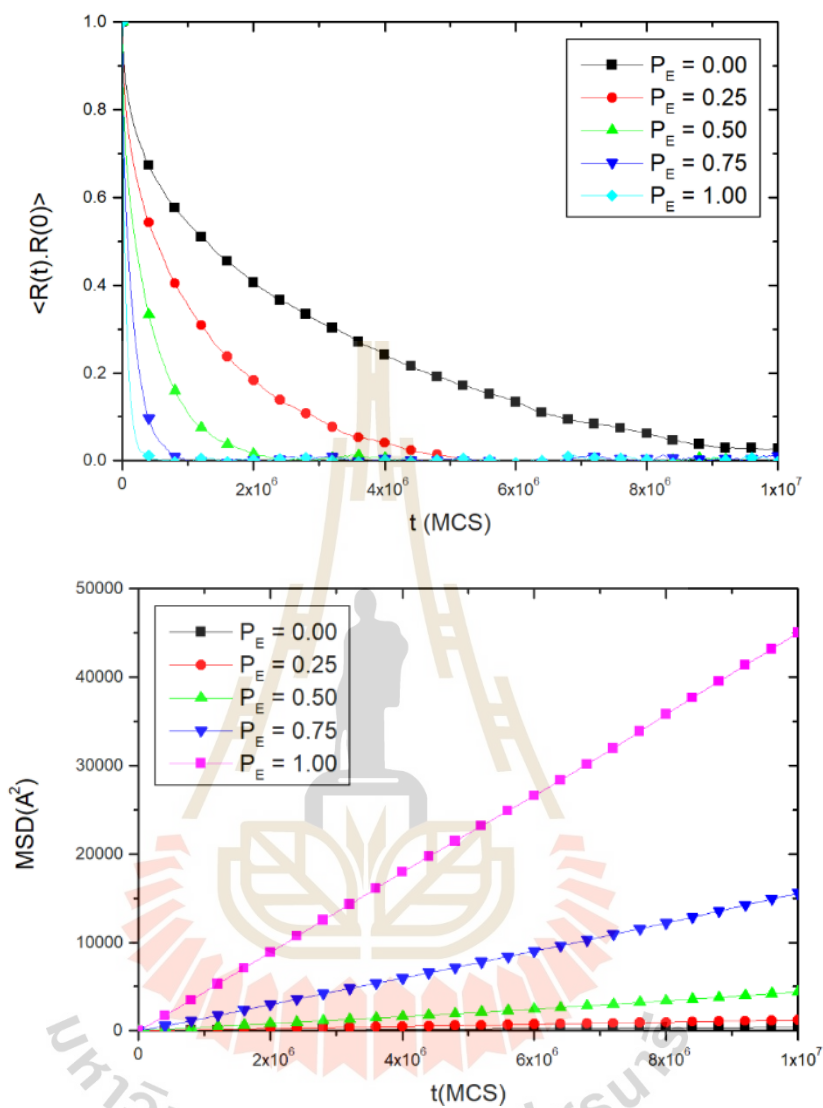 1.0
0.8
0.6
0.4
0.2
0.0
<R(t).R(0)>
P_E = 0.00
P_E = 0.25
P_E = 0.50
P_E = 0.75
P_E = 1.00
0 2x10^6 4x10^6 6x10^6 8x10^6 1x10^7
t (MCS)
50000
40000
30000
20000
10000
0
MSD(A^2)
P_E = 0.00
P_E = 0.25
P_E = 0.50
P_E = 0.75
P_E = 1.00
0 2x10^6 4x10^6 6x10^6 8x10^6 1x10^7
t(MCS)